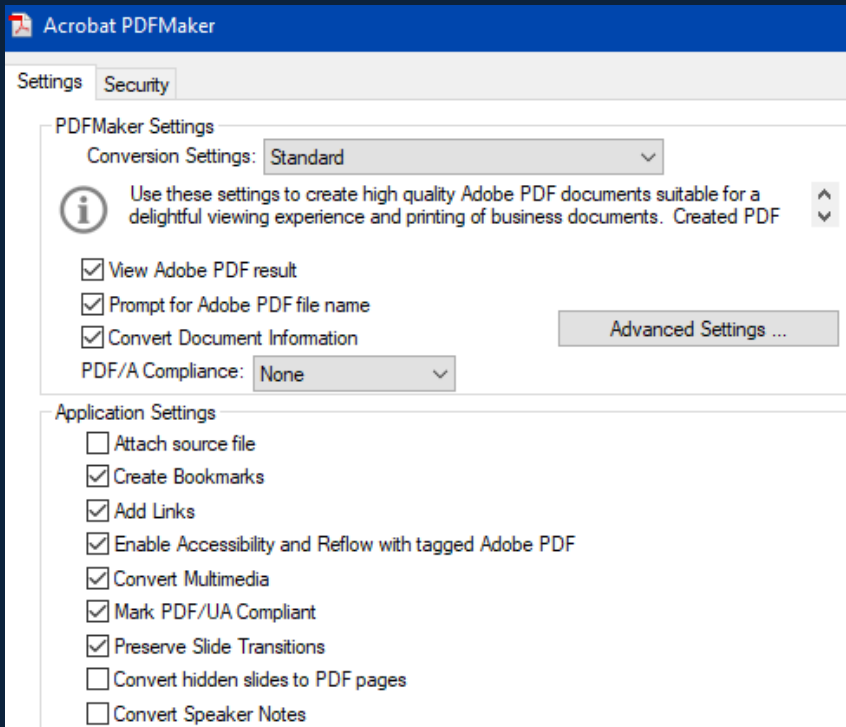 Acrobat PDFMaker
Settings
Security
PDFMaker Settings
Conversion Settings: Standard
Use these settings to create high quality Adobe PDF documents suitable for a
delightful viewing experience and printing of business documents. Created PDF
View Adobe PDF result
Prompt for Adobe PDF file name
Convert Document Information
Advanced Settings ...
PDF/A Compliance: None
Application Settings
Attach source file
Create Bookmarks
Add Links
Enable Accessibility and Reflow with tagged Adobe PDF
Convert Multimedia
Mark PDF/UA Compliant
Preserve Slide Transitions
Convert hidden slides to PDF pages
Convert Speaker Notes